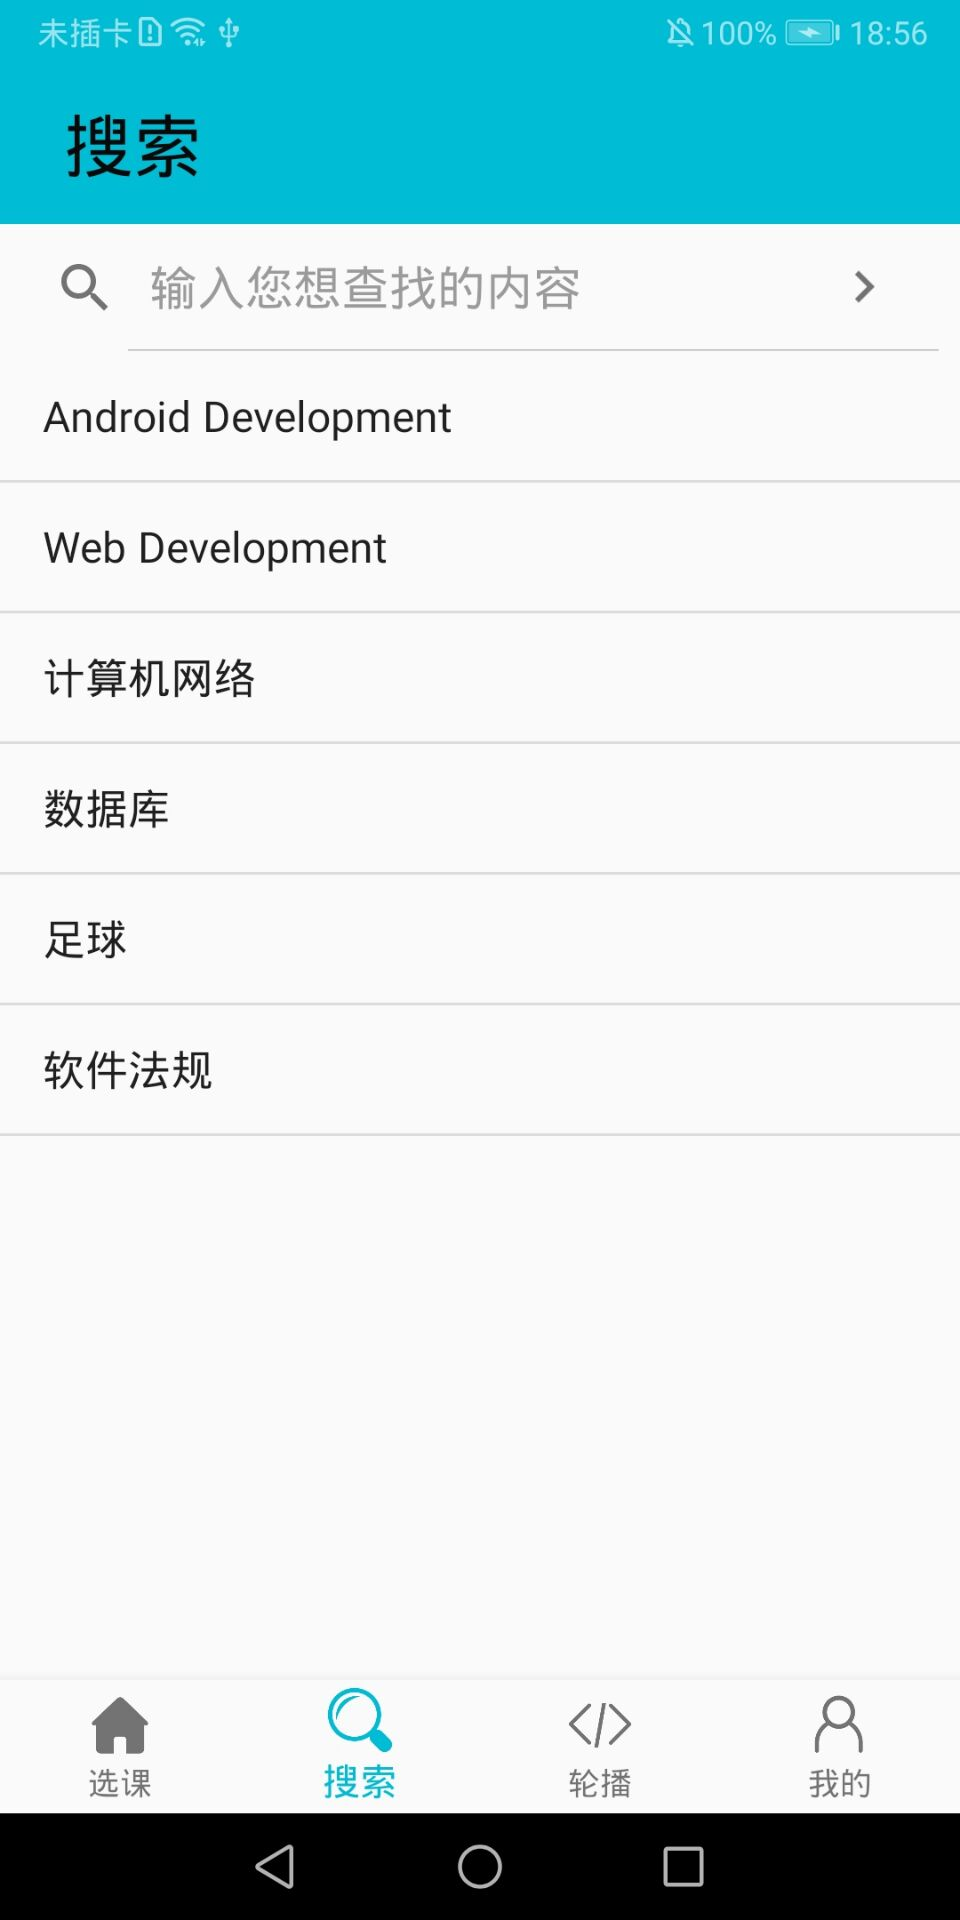 未插卡 100% 18:56
搜索
输入您想查找的内容
Android Development
Web Development
计算机网络
数据库
足球
软件法规
选课 搜索 轮播 我的